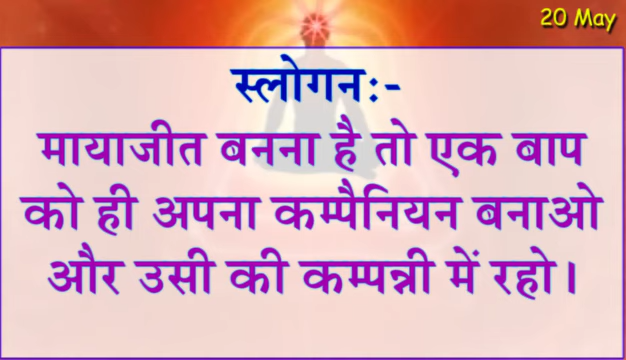 20 May
स्लोगनः-
मायाजीत बनना है तो एक बाप
को ही अपना कम्पैनियन बनाओ
और उसी की कम्पन्नी में रहो।